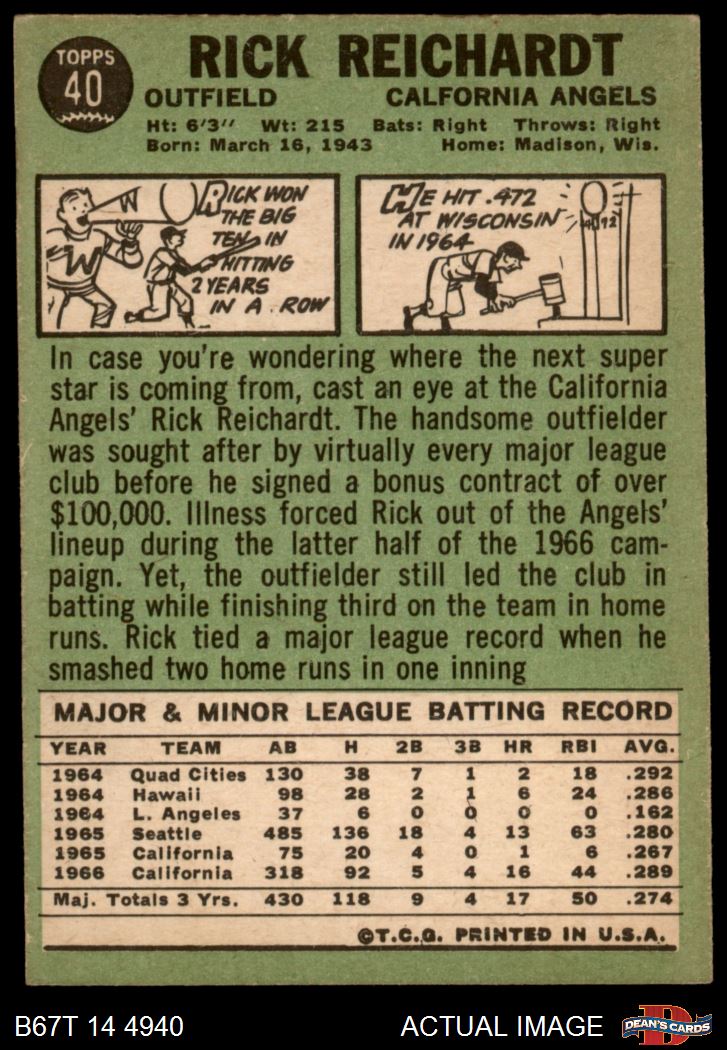 TOPPS
40
RICK REICHARDT
OUTFIELD CALFORNIA ANGELS
Ht: 6'3'' Wt: 215 Bats: Right Throws: Right
Born: March 16, 1943 Home: Madison, Wis.
W
W
RICK WON
THE BIG
TEN IN
HITTING
2 YEARS
IN A ROW
HE HIT .472
AT WISCONSIN
IN 1964
.472
In case you're wondering where the next super
star is coming from, cast an eye at the California
Angels' Rick Reichardt. The handsome outfielder
was sought after by virtually every major league
club before he signed a bonus contract of over
$100,000. Illness forced Rick out of the Angels'
lineup during the latter half of the 1966 cam-
paign. Yet, the outfielder still led the club in
batting while finishing third on the team in home
runs. Rick tied a major league record when he
smashed two home runs in one inning
MAJOR & MINOR LEAGUE BATTING RECORD
YEAR TEAM AB H 2B 3B HR RBI AVG.
1964 Quad Cities 130 38 7 1 2 18 .292
1964 Hawaii 98 28 2 1 6 24 .286
1964 L. Angeles 37 6 0 0 0 0 .162
1965 Seattle 485 136 18 4 13 63 .280
1965 California 75 20 4 0 1 6 .267
1966 California 318 92 5 4 16 44 .289
Maj. Totals 3 Yrs. 430 118 9 4 17 50 .274
©T.C.G. PRINTED IN U.S.A.
B67T 14 4940 ACTUAL IMAGE
D
DEAN'S CARDS